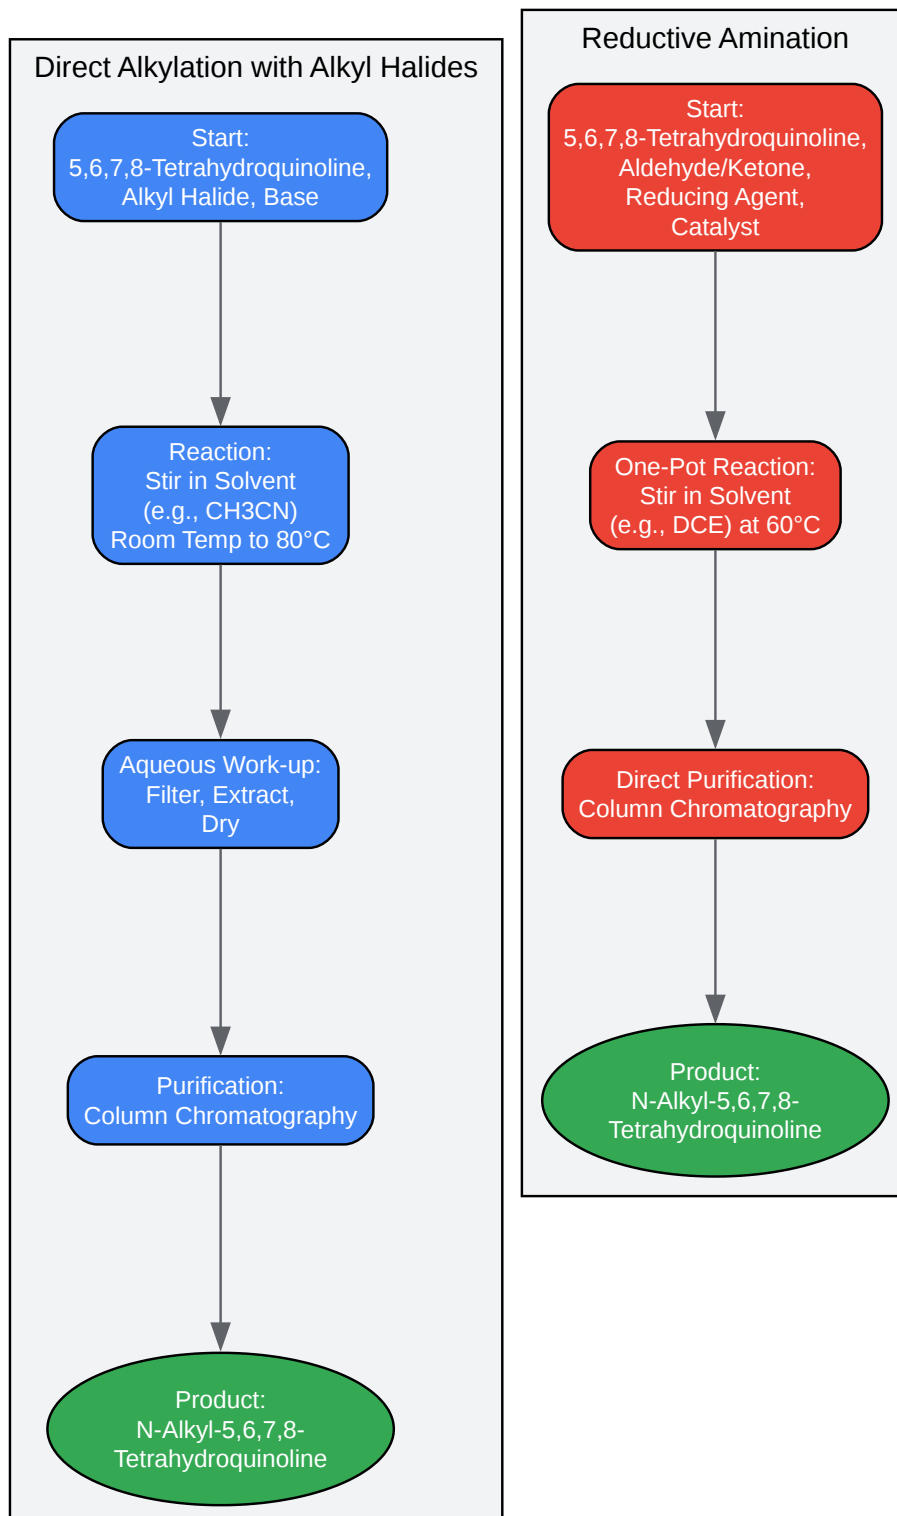 Direct Alkylation with Alkyl Halides
Start:
5,6,7,8-Tetrahydroquinoline,
Alkyl Halide, Base
Reaction:
Stir in Solvent
(e.g., CH3CN)
Room Temp to 80°C
Aqueous Work-up:
Filter, Extract,
Dry
Purification:
Column Chromatography
Product:
N-Alkyl-5,6,7,8-
Tetrahydroquinoline
Reductive Amination
Start:
5,6,7,8-Tetrahydroquinoline,
Aldehyde/Ketone,
Reducing Agent,
Catalyst
One-Pot Reaction:
Stir in Solvent
(e.g., DCE) at 60°C
Direct Purification:
Column Chromatography
Product:
N-Alkyl-5,6,7,8-
Tetrahydroquinoline